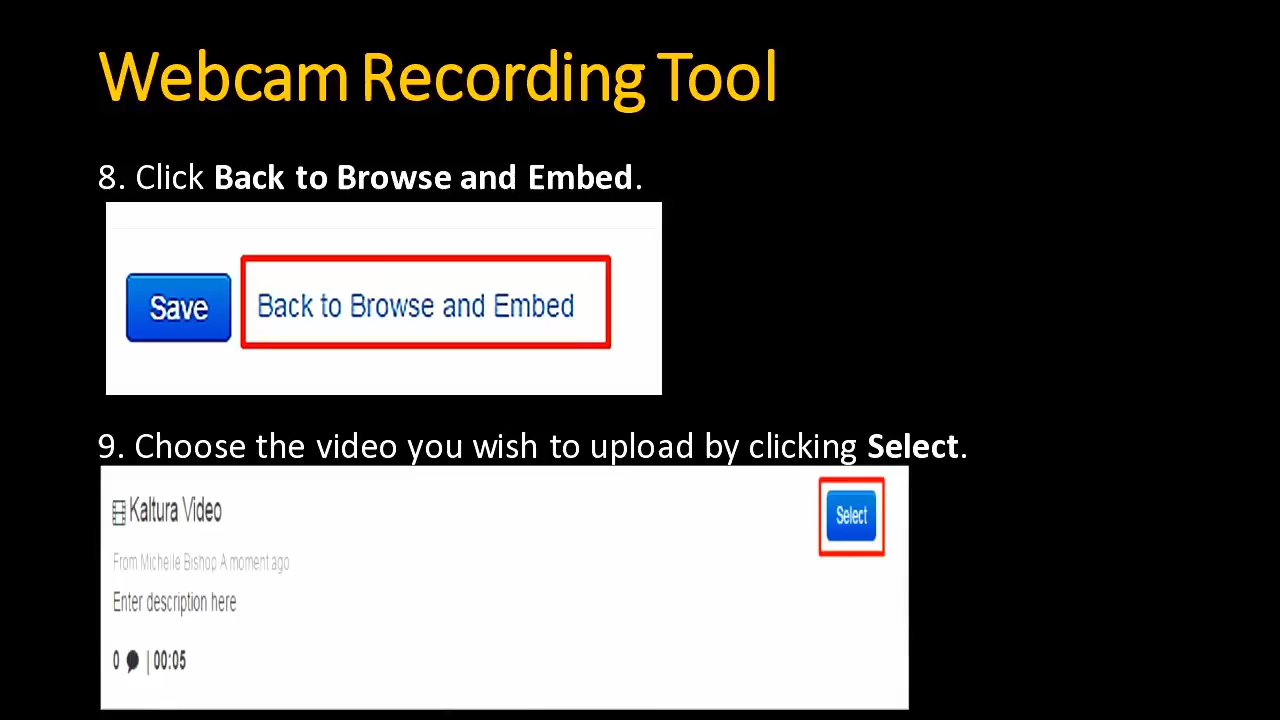 Webcam Recording Tool
8. Click Back to Browse and Embed.
Save Back to Browse and Embed
9. Choose the video you wish to upload by clicking Select.
Kaltura Video
Select
From Michelle Bishop A moment ago
Enter description here
0 | 00:05